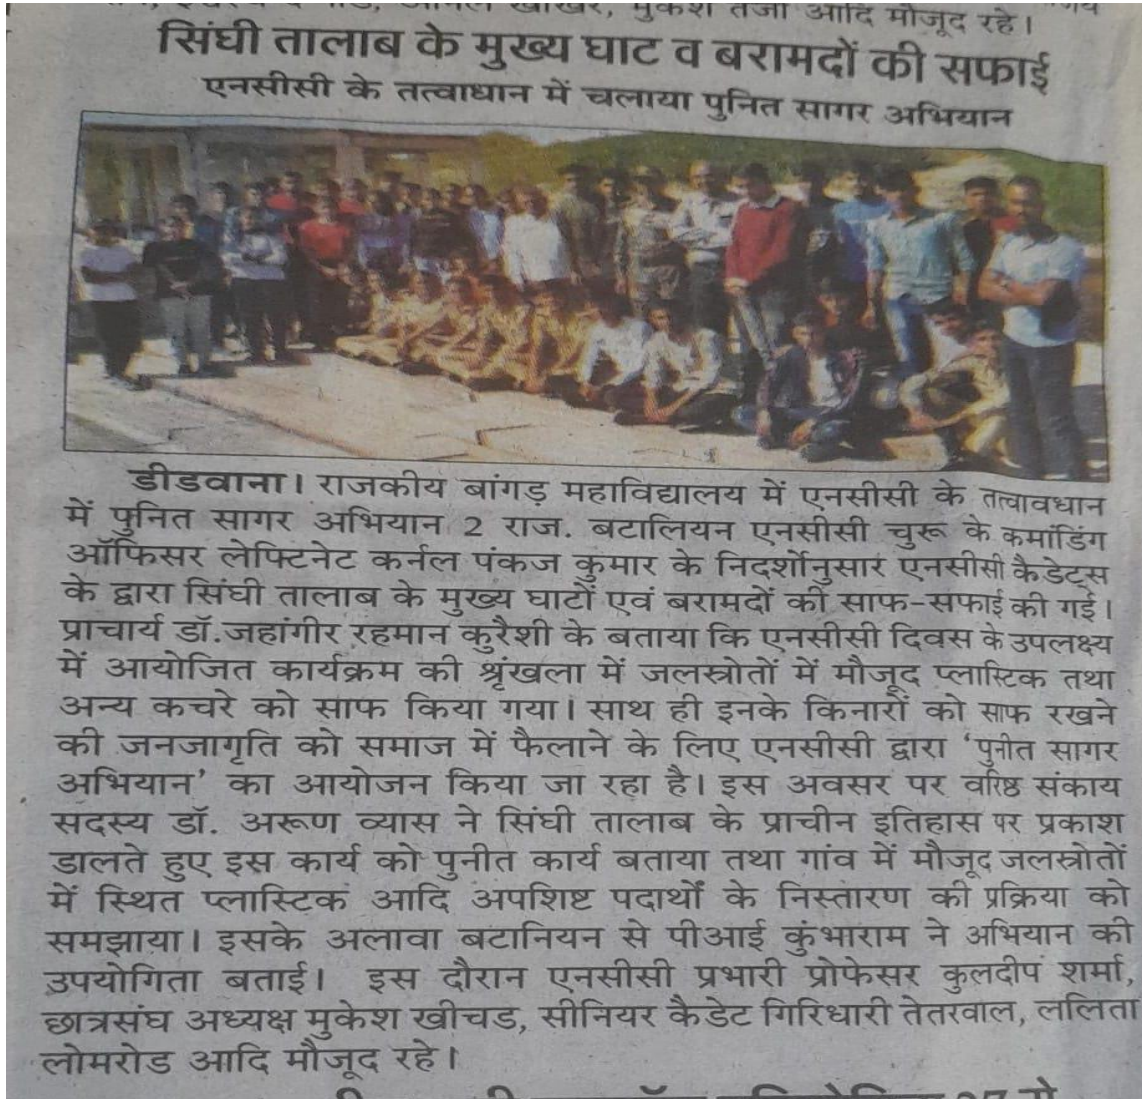 मुकेश तेजी आदि मौजूद रहे।
सिंघी तालाब के मुख्य घाट व बरामदों की सफाई
एनसीसी के तत्वाधान में चलाया पुनित सागर अभियान
डीडवाना। राजकीय बांगड़ महाविद्यालय में एनसीसी के तत्वावधान
में पुनित सागर अभियान 2 राज. बटालियन एनसीसी चुरू के कमांडिंग
ऑफिसर लेफ्टिनेट कर्नल पंकज कुमार के निदर्शोनुसार एनसीसी कैडेट्स
के द्वारा सिंघी तालाब के मुख्य घाटों एवं बरामदों की साफ-सफाई की गई।
प्राचार्य डॉ.जहांगीर रहमान कुरैशी के बताया कि एनसीसी दिवस के उपलक्ष्य
में आयोजित कार्यक्रम की श्रृंखला में जलस्त्रोतों में मौजूद प्लास्टिक तथा
अन्य कचरे को साफ किया गया। साथ ही इनके किनारों को साफ रखने
की जनजागृति को समाज में फैलाने के लिए एनसीसी द्वारा ‘पुनीत सागर
अभियान’ का आयोजन किया जा रहा है। इस अवसर पर वरिष्ठ संकाय
सदस्य डॉ. अरूण व्यास ने सिंघी तालाब के प्राचीन इतिहास पर प्रकाश
डालते हुए इस कार्य को पुनीत कार्य बताया तथा गांव में मौजूद जलस्त्रोतों
में स्थित प्लास्टिक आदि अपशिष्ट पदार्थों के निस्तारण की प्रक्रिया को
समझाया। इसके अलावा बटानियन से पीआई कुंभाराम ने अभियान की
उपयोगिता बताई। इस दौरान एनसीसी प्रभारी प्रोफेसर कुलदीप शर्मा,
छात्रसंघ अध्यक्ष मुकेश खीचड, सीनियर कैडेट गिरिधारी तेतरवाल, ललिता
लोमरोड आदि मौजूद रहे।